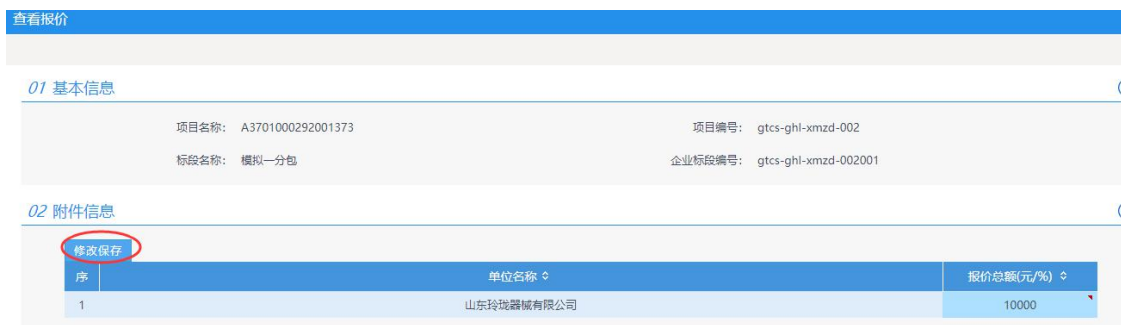 查看报价
01 基本信息
项目名称： A3701000292001373 项目编号： gtcs-ghl-xmzd-002
标段名称： 模拟一分包 企业标段编号： gtcs-ghl-xmzd-002001
02 附件信息
修改保存
序 单位名称 报价总额(元/%)
1 山东玲珑器械有限公司 10000